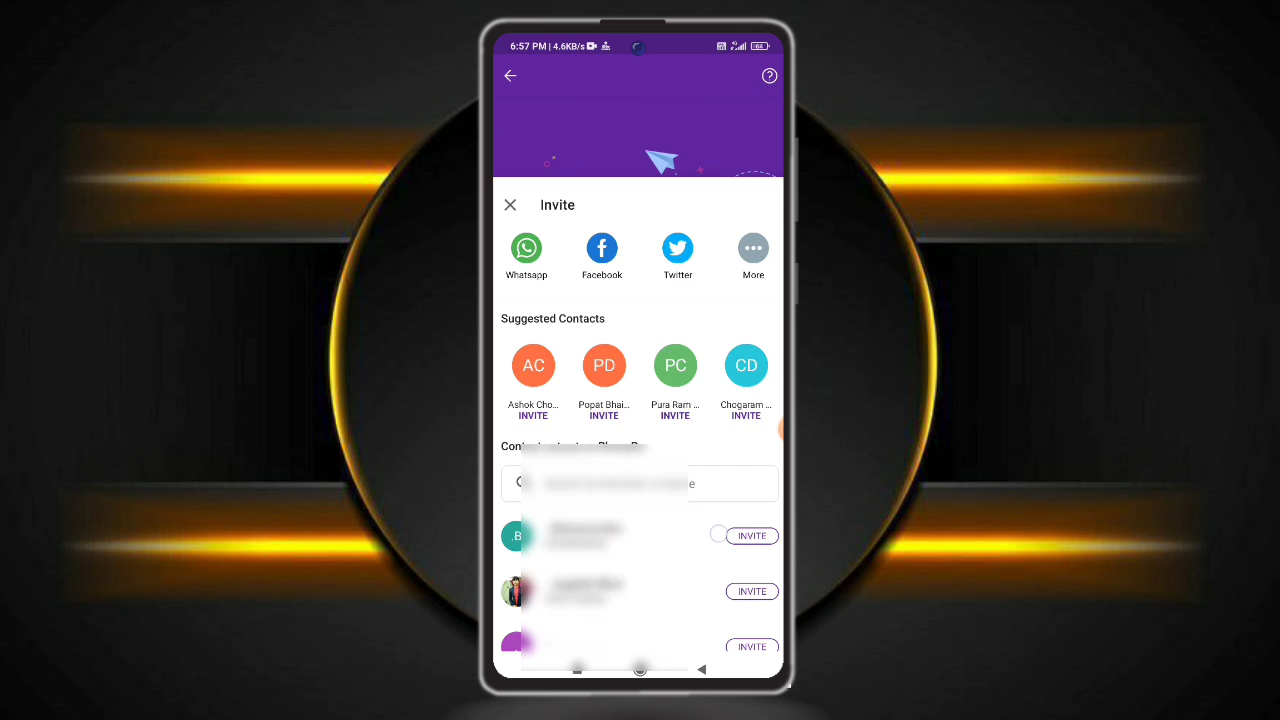 6:57 PM | 4.6KB/s
64
Invite
Whatsapp
Facebook
Twitter
More
Suggested Contacts
AC
PD
PC
CD
Ashok Cho...
Popat Bhai...
Pura Ram ...
Chogaram ...
INVITE
INVITE
INVITE
INVITE
.B
INVITE
INVITE
INVITE